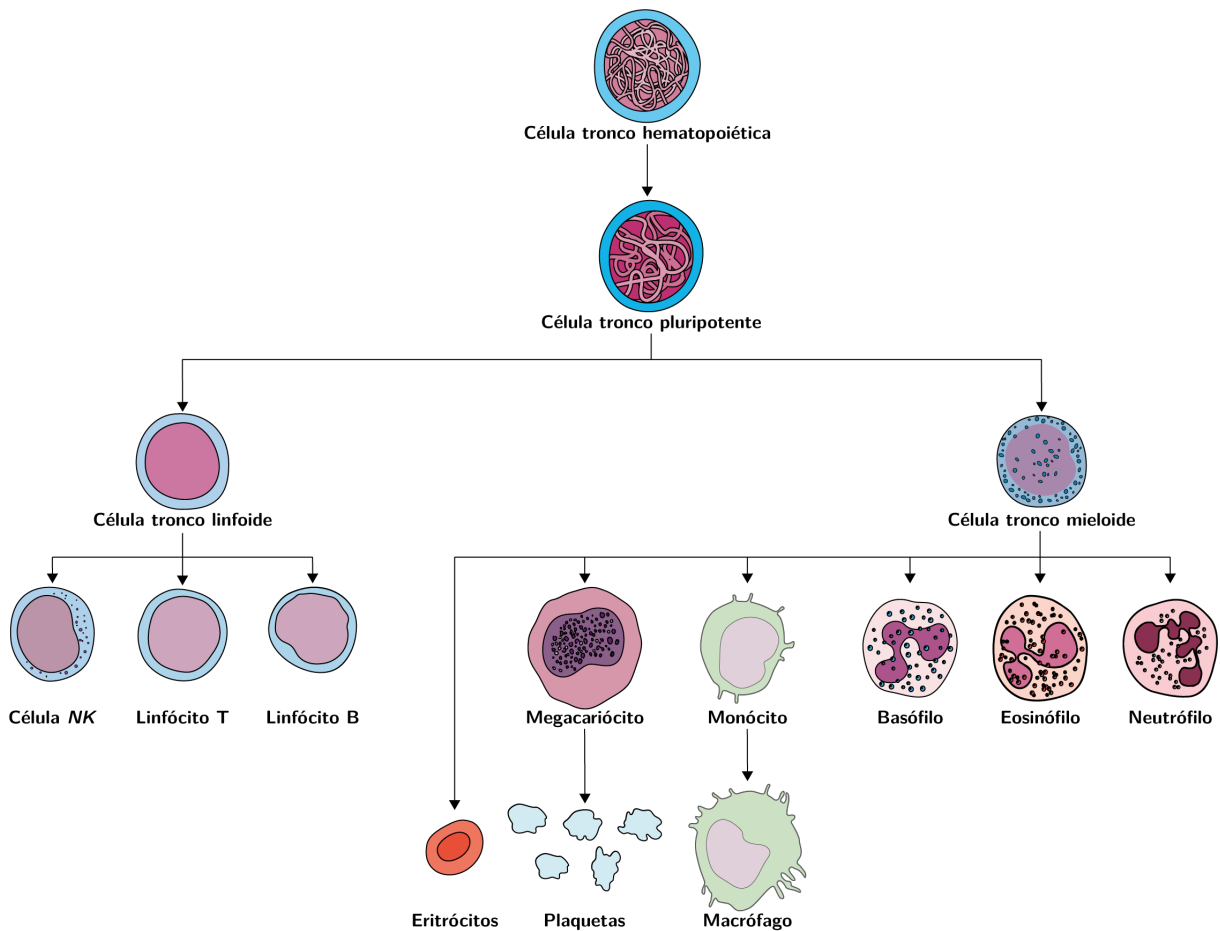 Célula tronco hematopoiética
Célula tronco pluripotente
Célula tronco linfoide
Célula tronco mieloide
Célula NK
Linfócito T
Linfócito B
Megacariócito
Monócito
Basófilo
Eosinófilo
Neutrófilo
Eritrócitos
Plaquetas
Macrófago